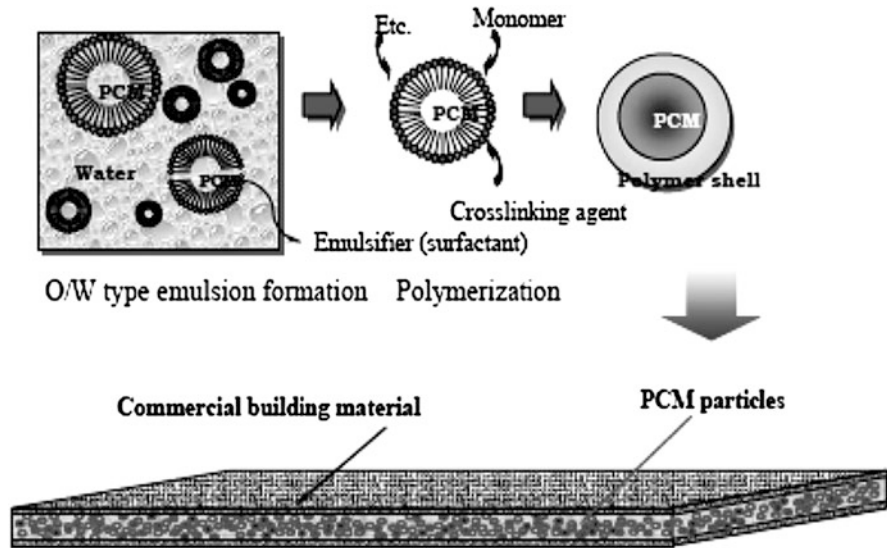 Etc.
Monomer
PCM
PCM
PCM
Water
PCM
Polymer shell
Crosslinking agent
Emulsifier (surfactant)
O/W type emulsion formation
Polymerization
Commercial building material
PCM particles